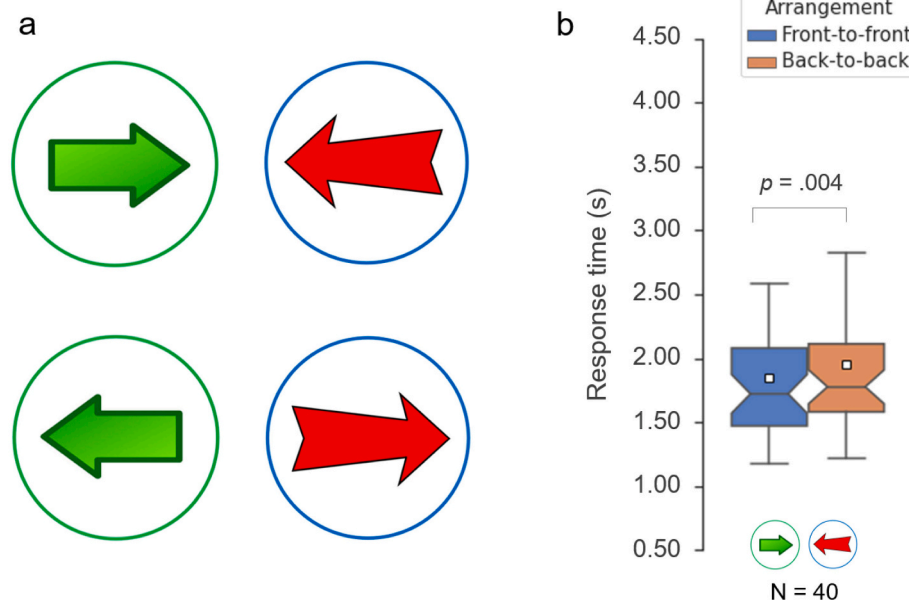 a
b
Arrangement
Front-to-front
Back-to-back
4.50
4.00
3.50
3.00
2.50
2.00
1.50
1.00
0.50
Response time (s)
p = .004
N = 40